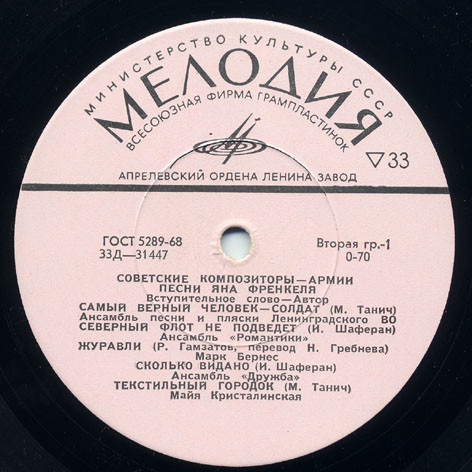 МИНИСТЕРСТВО КУЛЬТУРЫ СССР
МЕЛОДИЯ
ВСЕСОЮЗНАЯ ФИРМА ГРАМПЛАСТИНОК
▽33
АПРЕЛЕВСКИЙ ОРДЕНА ЛЕНИНА ЗАВОД
ГОСТ 5289-68
33Д—31447
Вторая гр.-1
0-70
СОВЕТСКИЕ КОМПОЗИТОРЫ—АРМИИ
ПЕСНИ ЯНА ФРЕНКЕЛЯ
Вступительное слово—Автор
САМЫЙ ВЕРНЫЙ ЧЕЛОВЕК—СОЛДАТ (М. Танич)
Ансамбль песни и пляски Ленинградского ВО
СЕВЕРНЫЙ ФЛОТ НЕ ПОДВЕДЕТ (И. Шаферан)
Ансамбль «Романтики»
ЖУРАВЛИ (Р. Гамзатов, перевод Н. Гребнева)
Марк Бернес
СКОЛЬКО ВИДАНО (И. Шаферан)
Ансамбль «Дружба»
ТЕКСТИЛЬНЫЙ ГОРОДОК (М. Танич)
Майя Кристалинская